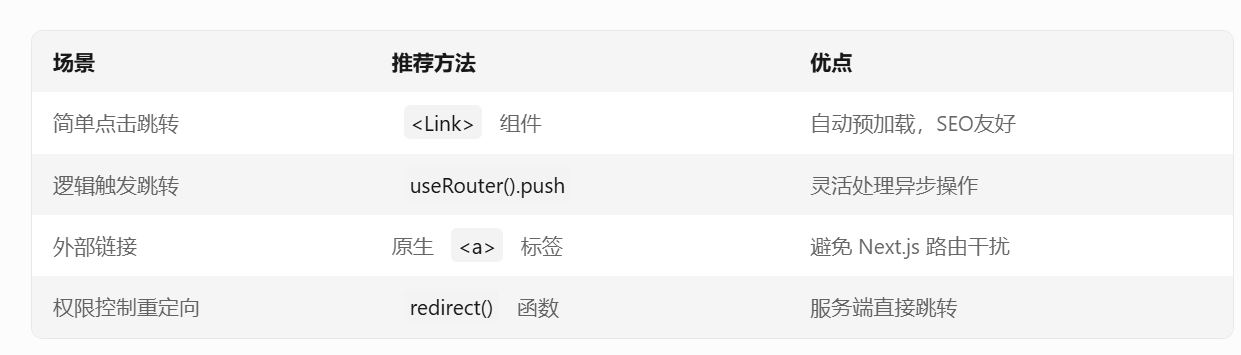 场景 推荐方法 优点
简单点击跳转 <Link> 组件 自动预加载，SEO友好
逻辑触发跳转 useRouter().push 灵活处理异步操作
外部链接 原生 <a> 标签 避免 Next.js 路由干扰
权限控制重定向 redirect() 函数 服务端直接跳转